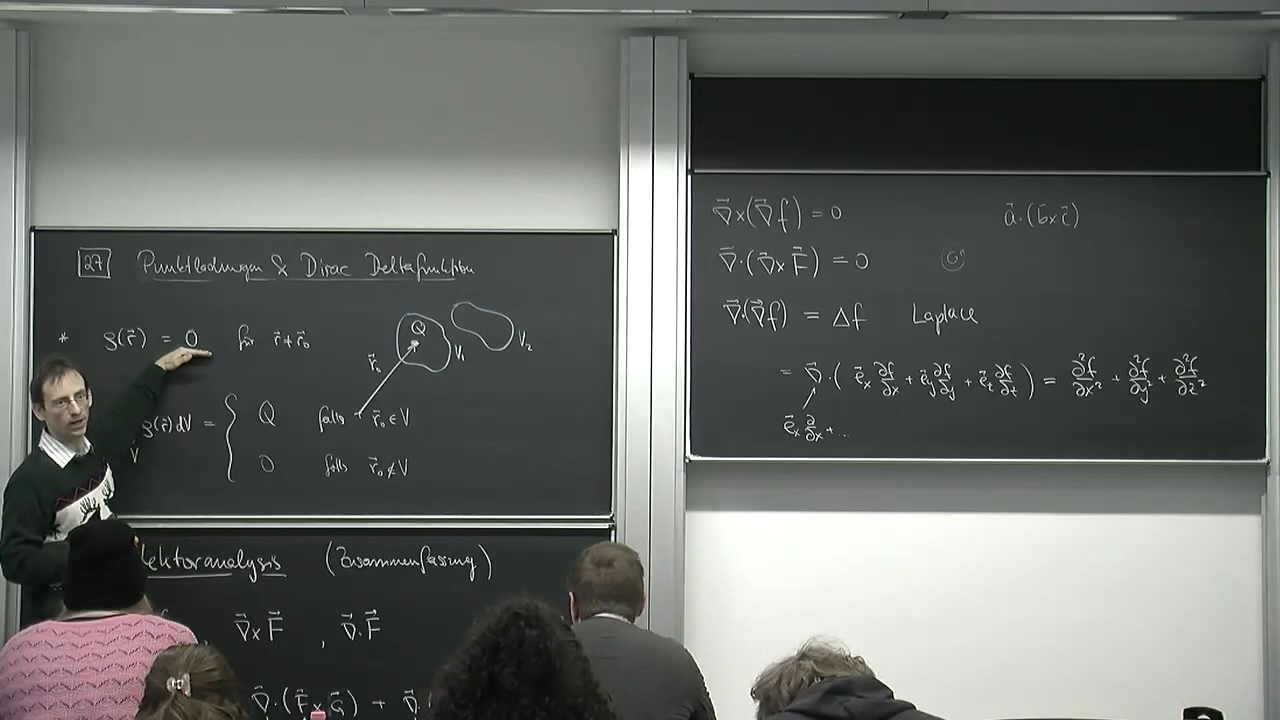 27 Punktladungen & Dirac Deltafunktion
* ρ(r⃗) = 0 für r⃗ ≠ r⃗₀
ρ(r⃗) dV = { Q falls r⃗₀ ∈ V
V
0 falls r⃗₀ ∉ V
Q
r⃗₀
V₁
V₂
Vektoranalysis (Zusammenfassung)
, ∇⃗×F⃗ , ∇⃗·F⃗
∇⃗·(F⃗×G⃗) + ∇⃗·(
∇⃗×(∇⃗f) = 0
a⃗·(b⃗×c⃗)
∇⃗·(∇⃗×F⃗) = 0
∇⃗·(∇⃗f) = Δf Laplace
= ∇⃗·( e⃗ₓ ∂f/∂x + e⃗y ∂f/∂y + e⃗z ∂f/∂z ) = ∂²f/∂x² + ∂²f/∂y² + ∂²f/∂z²
e⃗ₓ ∂/∂x + ...